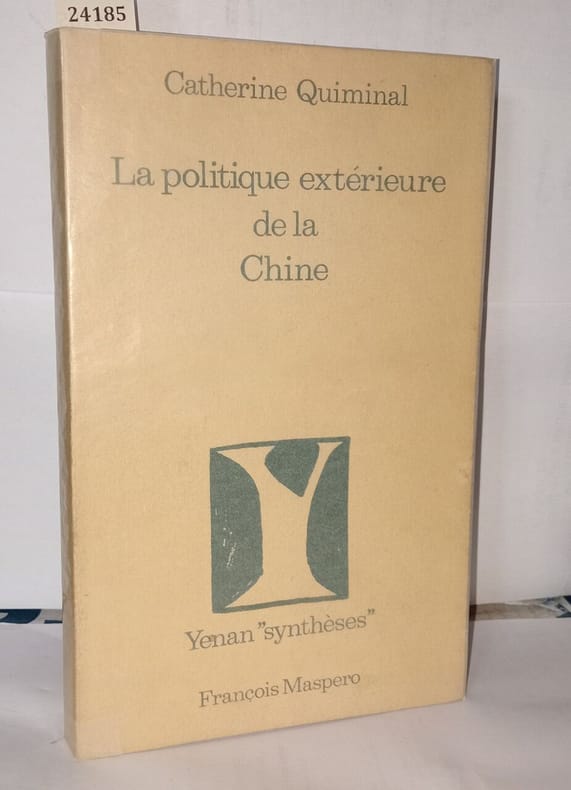 24185
Catherine Quiminal
La politique extérieure
de la
Chine
Y
Yenan "synthèses"
François Maspero